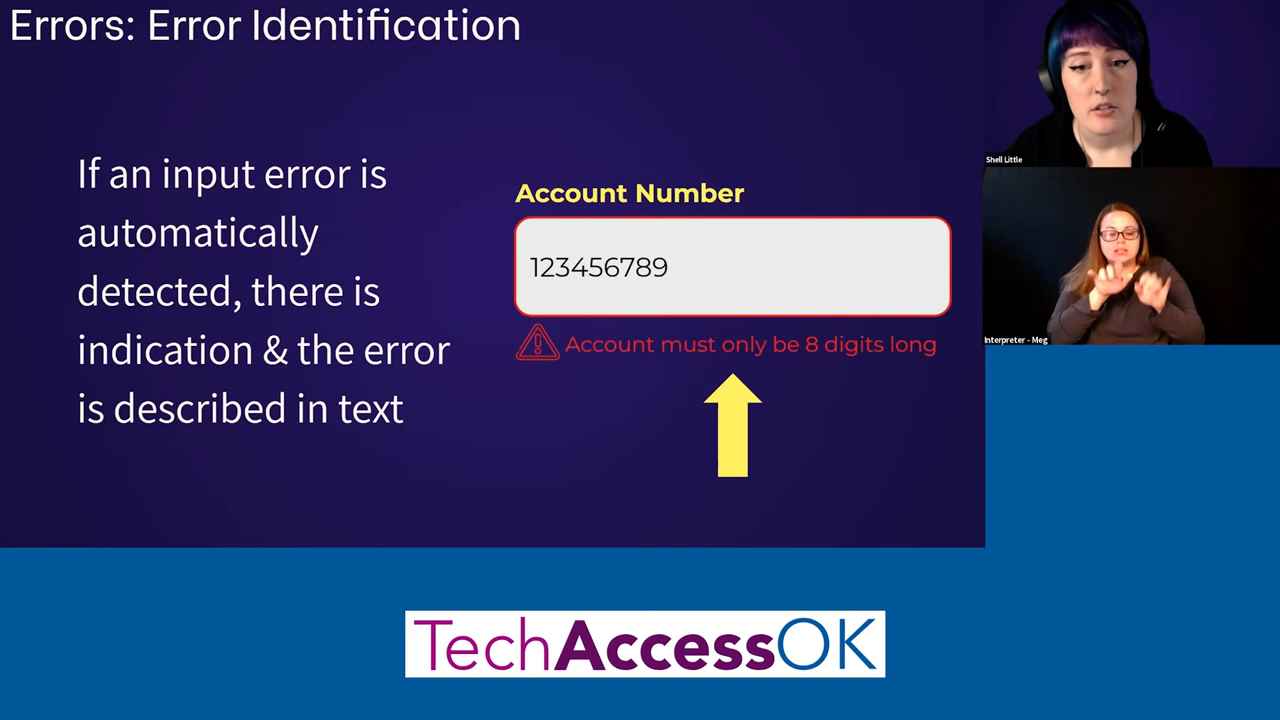 Errors: Error Identification
If an input error is
automatically
detected, there is
indication & the error
is described in text
Account Number
123456789
Account must only be 8 digits long
Shell Little
Interpreter - Meg
TechAccessOK